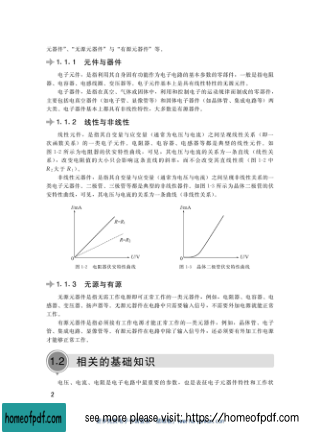 元器件"、"无源元器件"与"有源元器件"等。
1.1.1 元件与器件
电子元件：是指利用其自身固有功能作为电子电路的基本参数的零部件，一般是指电阻
器、电容器、电感线圈、变压器等。电子元件基本上是具有线性特性的无源元件。
电子器件，是指在真空、气体或固体中，利用和控制电子的运动规律而制成的零部件，
主要包括电真空器件（如电子管、显像管等）和固体电子器件（如晶体管、集成电路等）两
大类。电子器件基本上都具有非线性特性，大多数是有源器件。
1.1.2 线性与非线性
线性元件：是指其自变量与应变量（通常为电压与电流）之间呈现线性关系（即一
次函数关系）的一类电子元件。电阻器、电容器、电感器等都是典型的线性元件。如
图 1-2 所示为电阻器的伏安特性曲线，可见，其电压与电流的关系为一条直线（线性关
系），改变电阻值的大小只会影响这条直线的斜率，而不会改变其直线性质（图 1-2 中
R₂大于 R₁）。
非线性元器件，是指其自变量与应变量（通常为电压与电流）之间呈现非线性关系的一
类电子元器件。二极管、三极管等都是典型的非线性器件。如图 1-3 所示为晶体二极管的伏
安特性曲线，可见，其电压与电流的关系为一条曲线（非线性关系）。
I/mA
R=R₁
R=R₂
0
U/V
图 1-2 电阻器伏安特性曲线
I/mA
0
U/V
图 1-3 晶体二极管伏安特性曲线
1.1.3 无源与有源
无源元器件是指无需工作电源即可正常工作的一类元器件，例如，电阻器、电容器、电
感器、变压器、扬声器等。无源元器件在电路中只需要输入信号，不需要外加电源就能正常
工作。
有源元器件是指必须接有工作电源才能正常工作的一类元器件，例如：晶体管、电子
管、集成电路、显像管等。有源元器件在电路中除了输入信号外，还必须要有外加工作电源
才能够正常工作。
1.2 相关的基础知识
电压、电流、电阻是电子电路中最重要的参数，也是表征电子元器件特性和工作状
2
homeofpdf.com
see more please visit: https://homeofpdf.com